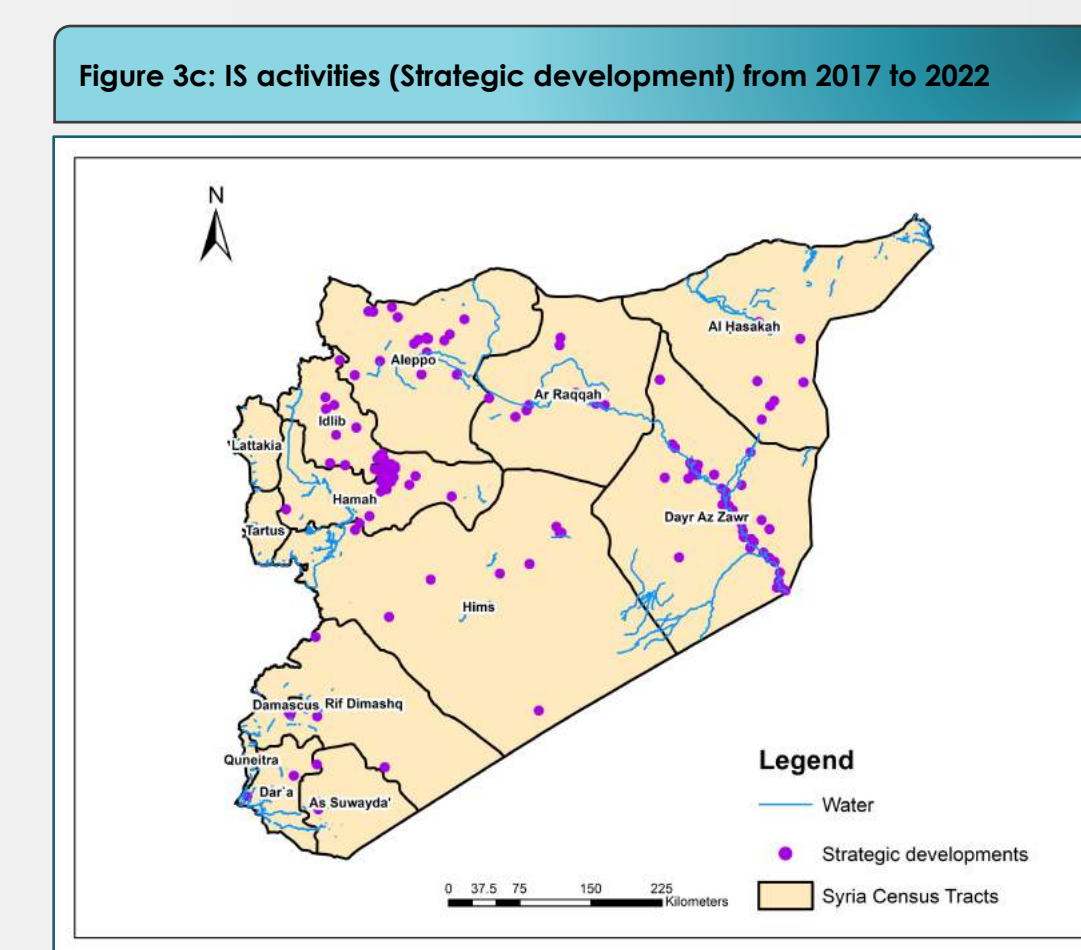 Figure 3c: IS activities (Strategic development) from 2017 to 2022
N
Al Hasakah
Aleppo
Ar Raqqah
Idlib
Lattakia
Hamah
Dayr Az Zawr
Tartus
Hims
Damascus
Rif Dimashq
Quneitra
Dar`a
As Suwayda'
Legend
Water
Strategic developments
Syria Census Tracts
0 37.5 75 150 225
Kilometers